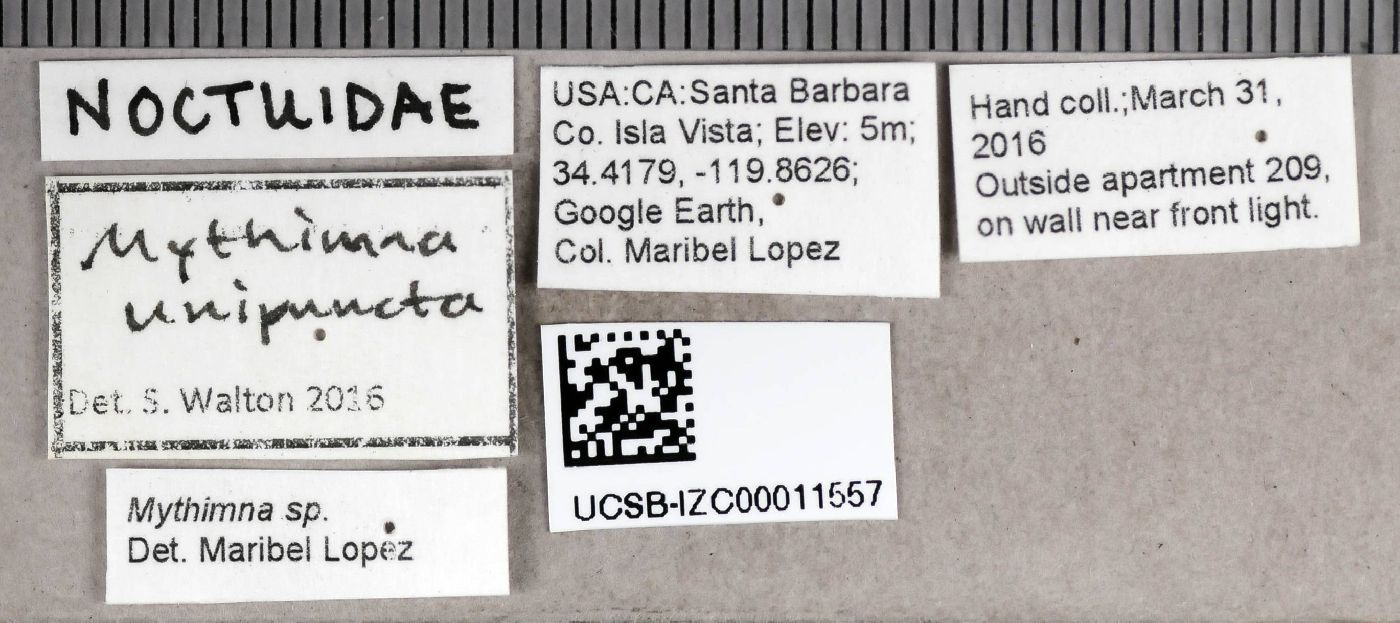 NOCTUIDAE
Mythimna
unipuncta
Det. S. Walton 2016
Mythimna sp.
Det. Maribel Lopez
USA:CA:Santa Barbara
Co. Isla Vista; Elev: 5m;
34.4179, -119.8626;
Google Earth,
Col. Maribel Lopez
UCSB-IZC00011557
Hand coll.;March 31,
2016
Outside apartment 209,
on wall near front light.